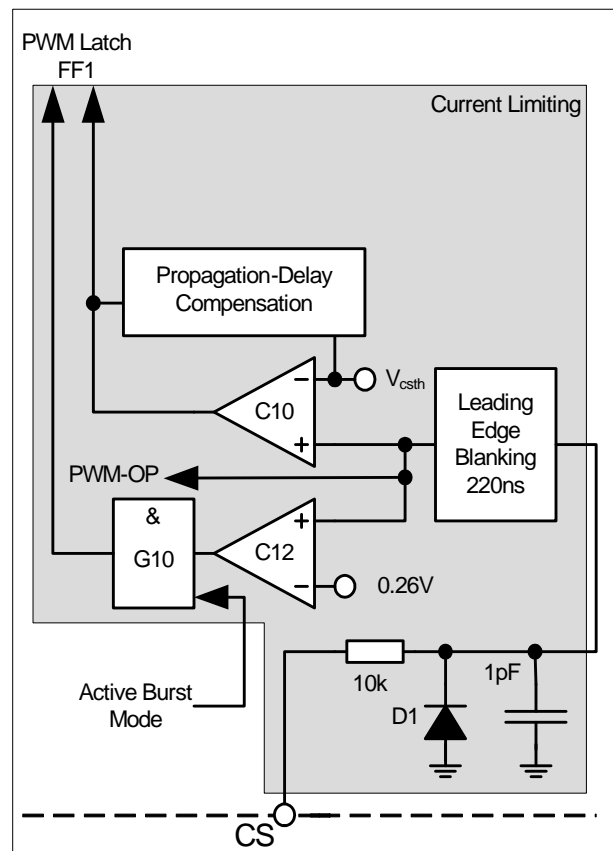 PWM Latch
FF1
Current Limiting
Propagation-Delay
Compensation
Vcsth
C10
Leading
Edge
Blanking
220ns
PWM-OP
&
G10
C12
0.26V
Active Burst
Mode
10k
1pF
D1
CS